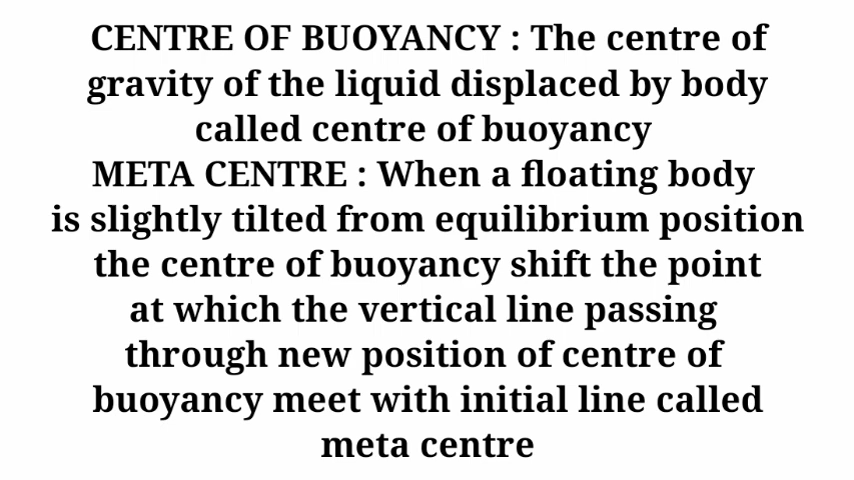 CENTRE OF BUOYANCY : The centre of
gravity of the liquid displaced by body
called centre of buoyancy
META CENTRE : When a floating body
is slightly tilted from equilibrium position
the centre of buoyancy shift the point
at which the vertical line passing
through new position of centre of
buoyancy meet with initial line called
meta centre